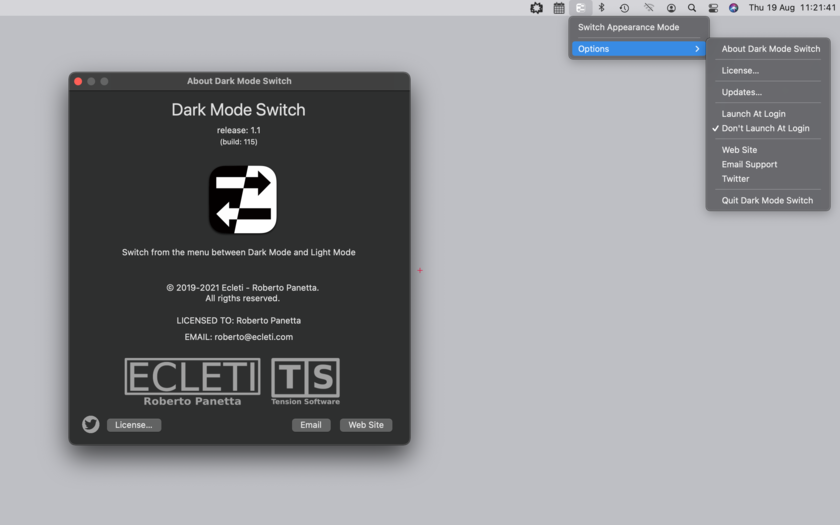 Thu 19 Aug 11:21:41
Switch Appearance Mode
Options
About Dark Mode Switch
License...
Updates...
Launch At Login
✓ Don't Launch At Login
Web Site
Email Support
Twitter
Quit Dark Mode Switch
About Dark Mode Switch
Dark Mode Switch
release: 1.1
(build: 115)
Switch from the menu between Dark Mode and Light Mode
© 2019-2021 Ecleti - Roberto Panetta.
All rigths reserved.
LICENSED TO: Roberto Panetta
EMAIL: roberto@ecleti.com
ECLETI TS
Roberto Panetta Tension Software
License... Email Web Site